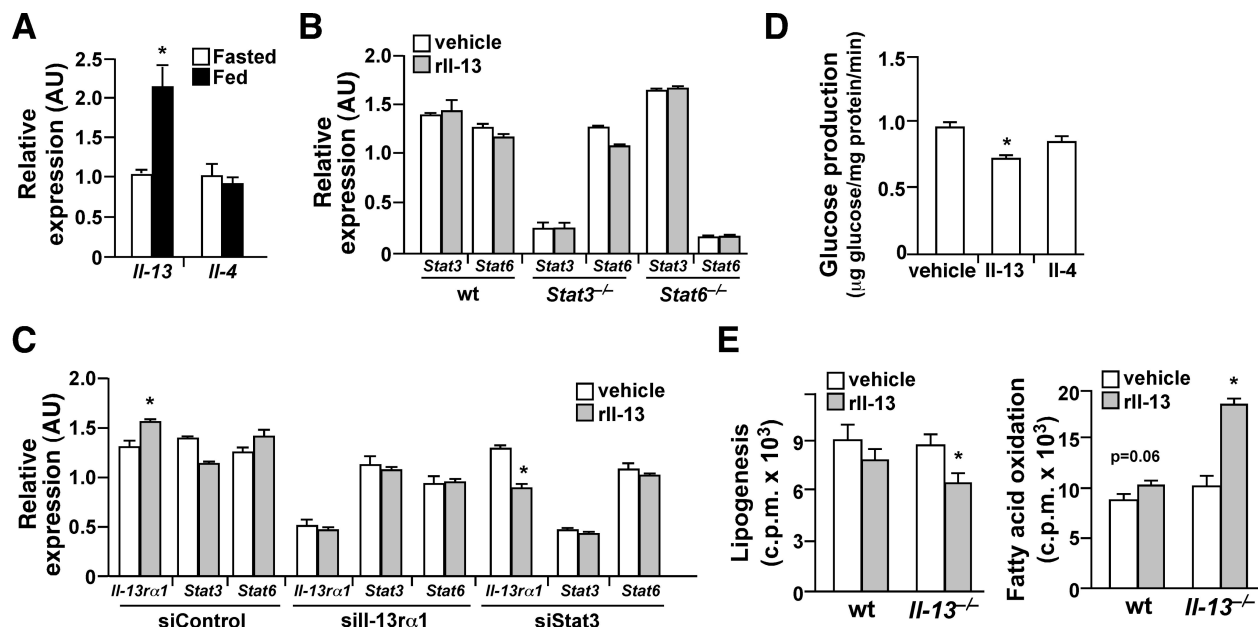 A
Relative
expression (AU)
2.5
2.0
1.5
1.0
0.5
0
*
Fasted
Fed
Il-13
Il-4
B
Relative
expression (AU)
2.0
1.5
1.0
0.5
0
vehicle
rIl-13
Stat3 Stat6 Stat3 Stat6 Stat3 Stat6
wt Stat3–/– Stat6–/–
D
Glucose production
(µg glucose/mg protein/min)
1.5
1.0
0.5
0
*
vehicle Il-13 Il-4
C
Relative
expression (AU)
2.0
1.5
1.0
0.5
0
*
*
vehicle
rIl-13
Il-13rα1 Stat3 Stat6 Il-13rα1 Stat3 Stat6 Il-13rα1 Stat3 Stat6
siControl siIl-13rα1 siStat3
E
Lipogenesis
(c.p.m. x 10³)
9
6
3
0
vehicle
rIl-13
*
wt Il-13–/–
Fatty acid oxidation
(c.p.m. x 10³)
20
15
10
5
0
vehicle
rIl-13
p=0.06
*
wt Il-13–/–